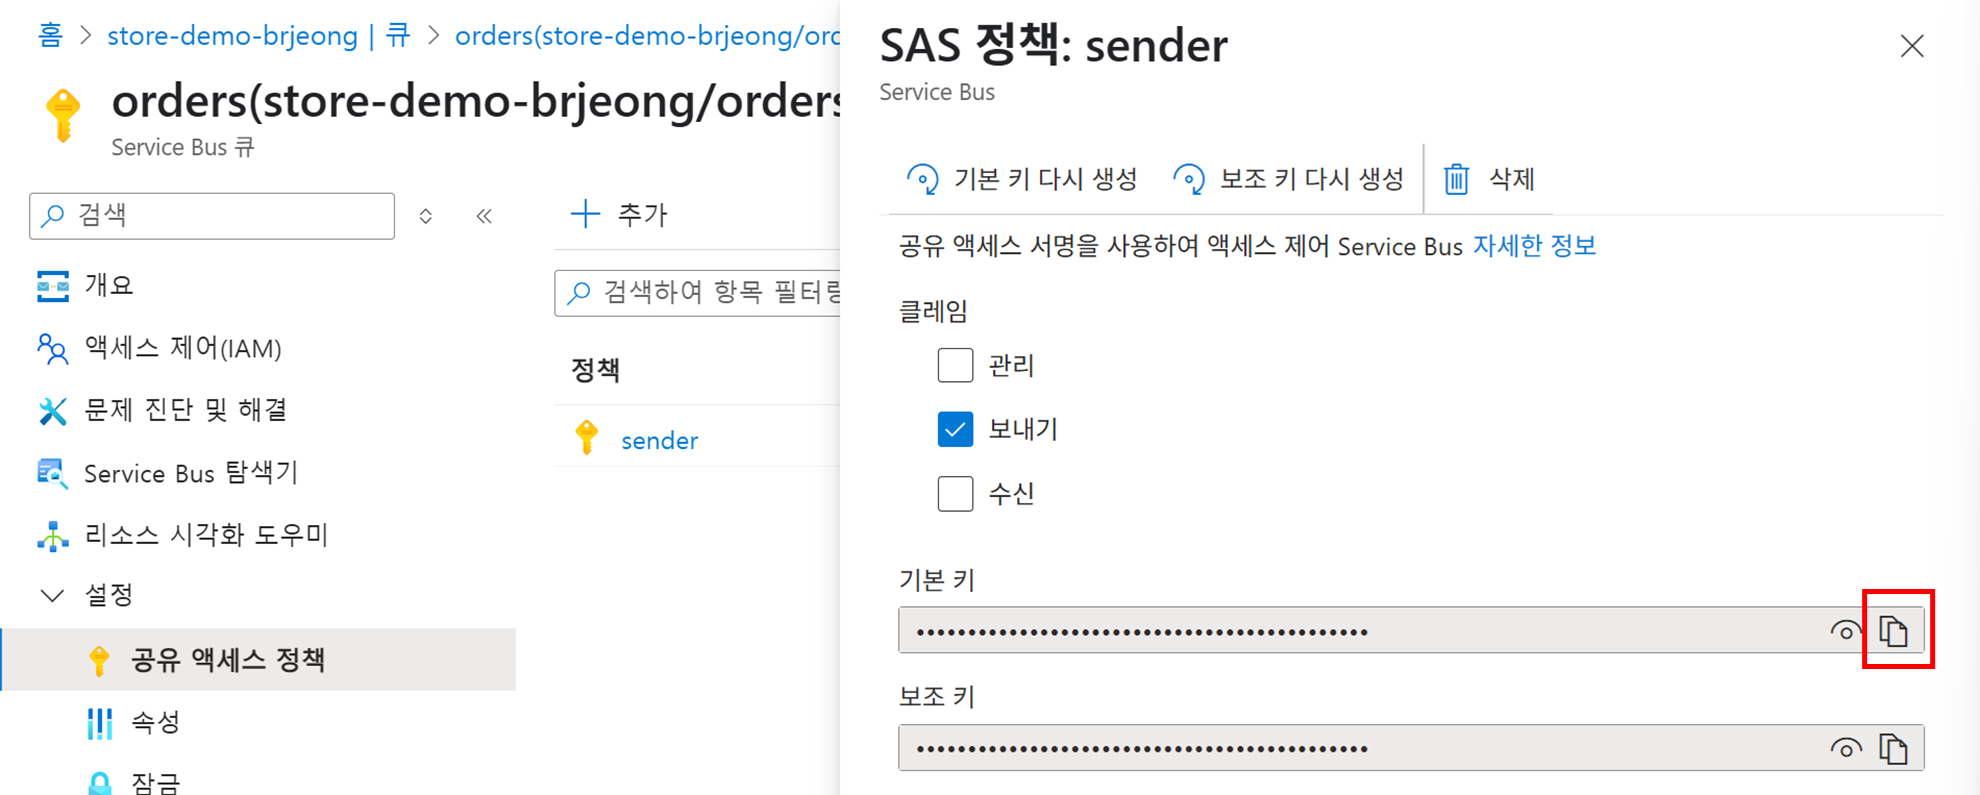 홈 > store-demo-brjeong | 큐 > orders(store-demo-brjeong/
orders(store-demo-brjeong/orders
Service Bus 큐
검색
개요
액세스 제어(IAM)
문제 진단 및 해결
Service Bus 탐색기
리소스 시각화 도우미
설정
공유 액세스 정책
속성
잠금
추가
검색하여 항목 필터링
정책
sender
SAS 정책: sender
Service Bus
기본 키 다시 생성
보조 키 다시 생성
삭제
공유 액세스 서명을 사용하여 액세스 제어 Service Bus 자세한 정보
클레임
관리
보내기
수신
기본 키
••••••••••••••••••••••••••••••••••••••••••••
보조 키
••••••••••••••••••••••••••••••••••••••••••••